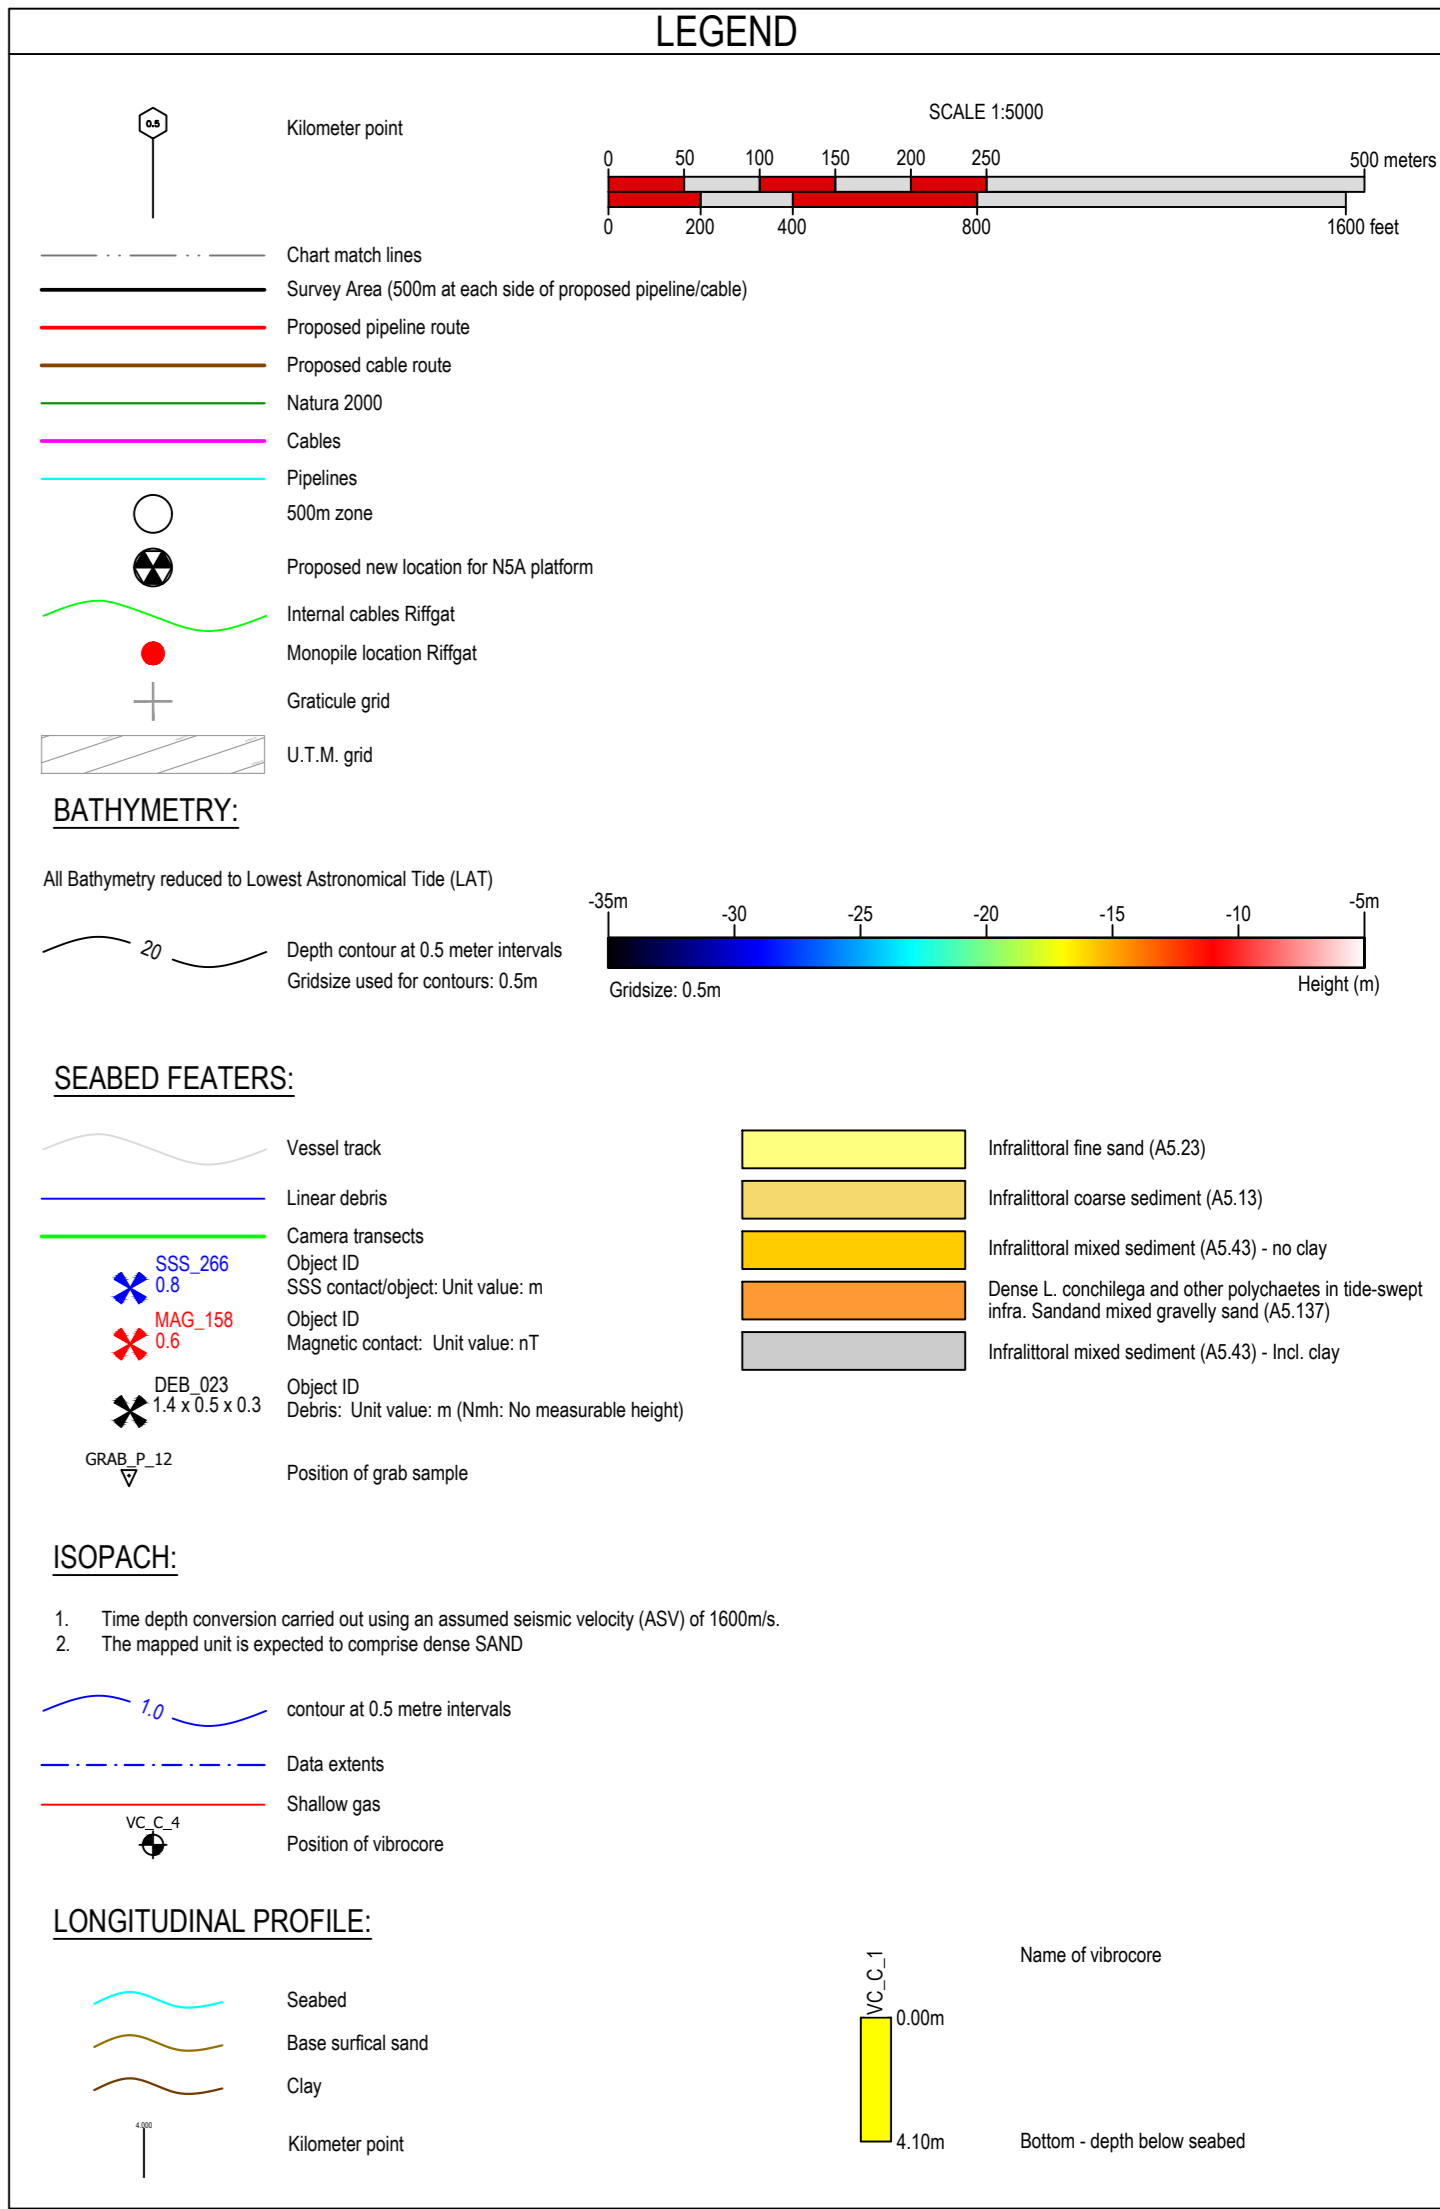 LEGEND
0.5
Kilometer point
SCALE 1:5000
0 50 100 150 200 250 500 meters
0 200 400 800 1600 feet
Chart match lines
Survey Area (500m at each side of proposed pipeline/cable)
Proposed pipeline route
Proposed cable route
Natura 2000
Cables
Pipelines
500m zone
Proposed new location for N5A platform
Internal cables Riffgat
Monopile location Riffgat
Graticule grid
U.T.M. grid
BATHYMETRY:
All Bathymetry reduced to Lowest Astronomical Tide (LAT)
20
Depth contour at 0.5 meter intervals
Gridsize used for contours: 0.5m
-35m -30 -25 -20 -15 -10 -5m
Gridsize: 0.5m
Height (m)
SEABED FEATERS:
Vessel track
Linear debris
Camera transects
SSS_266
0.8
Object ID
SSS contact/object: Unit value: m
MAG_158
0.6
Object ID
Magnetic contact: Unit value: nT
DEB_023
1.4 x 0.5 x 0.3
Object ID
Debris: Unit value: m (Nmh: No measurable height)
GRAB_P_12
Position of grab sample
Infralittoral fine sand (A5.23)
Infralittoral coarse sediment (A5.13)
Infralittoral mixed sediment (A5.43) - no clay
Dense L. conchilega and other polychaetes in tide-swept
infra. Sandand mixed gravelly sand (A5.137)
Infralittoral mixed sediment (A5.43) - Incl. clay
ISOPACH:
1. Time depth conversion carried out using an assumed seismic velocity (ASV) of 1600m/s.
2. The mapped unit is expected to comprise dense SAND
1.0
contour at 0.5 metre intervals
Data extents
Shallow gas
VC_C_4
Position of vibrocore
LONGITUDINAL PROFILE:
Seabed
Base surfical sand
Clay
4.000
Kilometer point
VC_C_1
Name of vibrocore
0.00m
4.10m
Bottom - depth below seabed